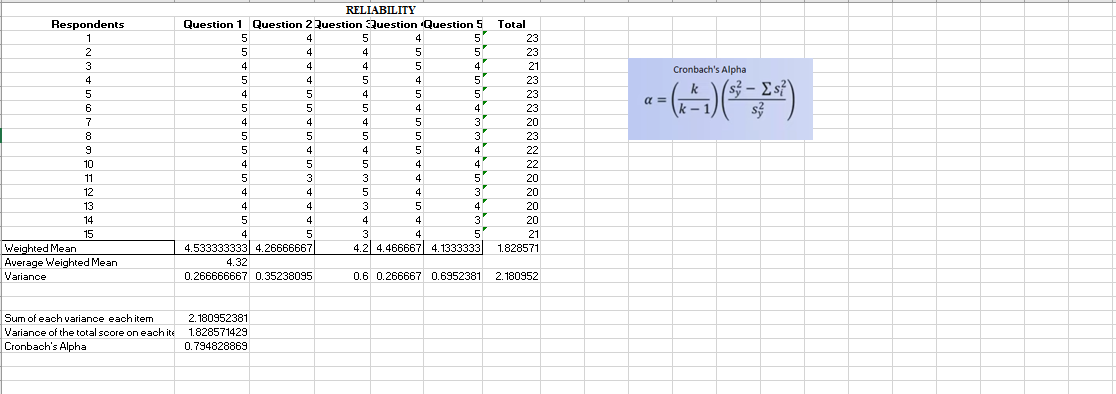 RELIABILITY
Respondents Question 1 Question 2 Question 3 Question Question 5 Total
1 5 4 5 4 5 23
2 5 4 4 5 5 23
3 4 4 4 5 4 21
4 5 4 5 4 5 23
5 4 5 4 5 5 23
6 5 5 5 4 4 23
7 4 4 4 5 3 20
8 5 5 5 5 3 23
9 5 4 4 5 4 22
10 4 5 5 4 4 22
11 5 3 3 4 5 20
12 4 4 5 4 3 20
13 4 4 3 5 4 20
14 5 4 4 4 3 20
15 4 5 3 4 5 21
Weighted Mean 4.533333333 4.26666667 4.2 4.466667 4.1333333 1.828571
Average Weighted Mean 4.32
Variance 0.266666667 0.35238095 0.6 0.266667 0.6952381 2.180952
Sum of each variance each item 2.180952381
Variance of the total score on each ite 1.828571429
Cronbach's Alpha 0.794828869
Cronbach's Alpha
α = (k / k − 1) (s²y − Σ s²i / s²y)